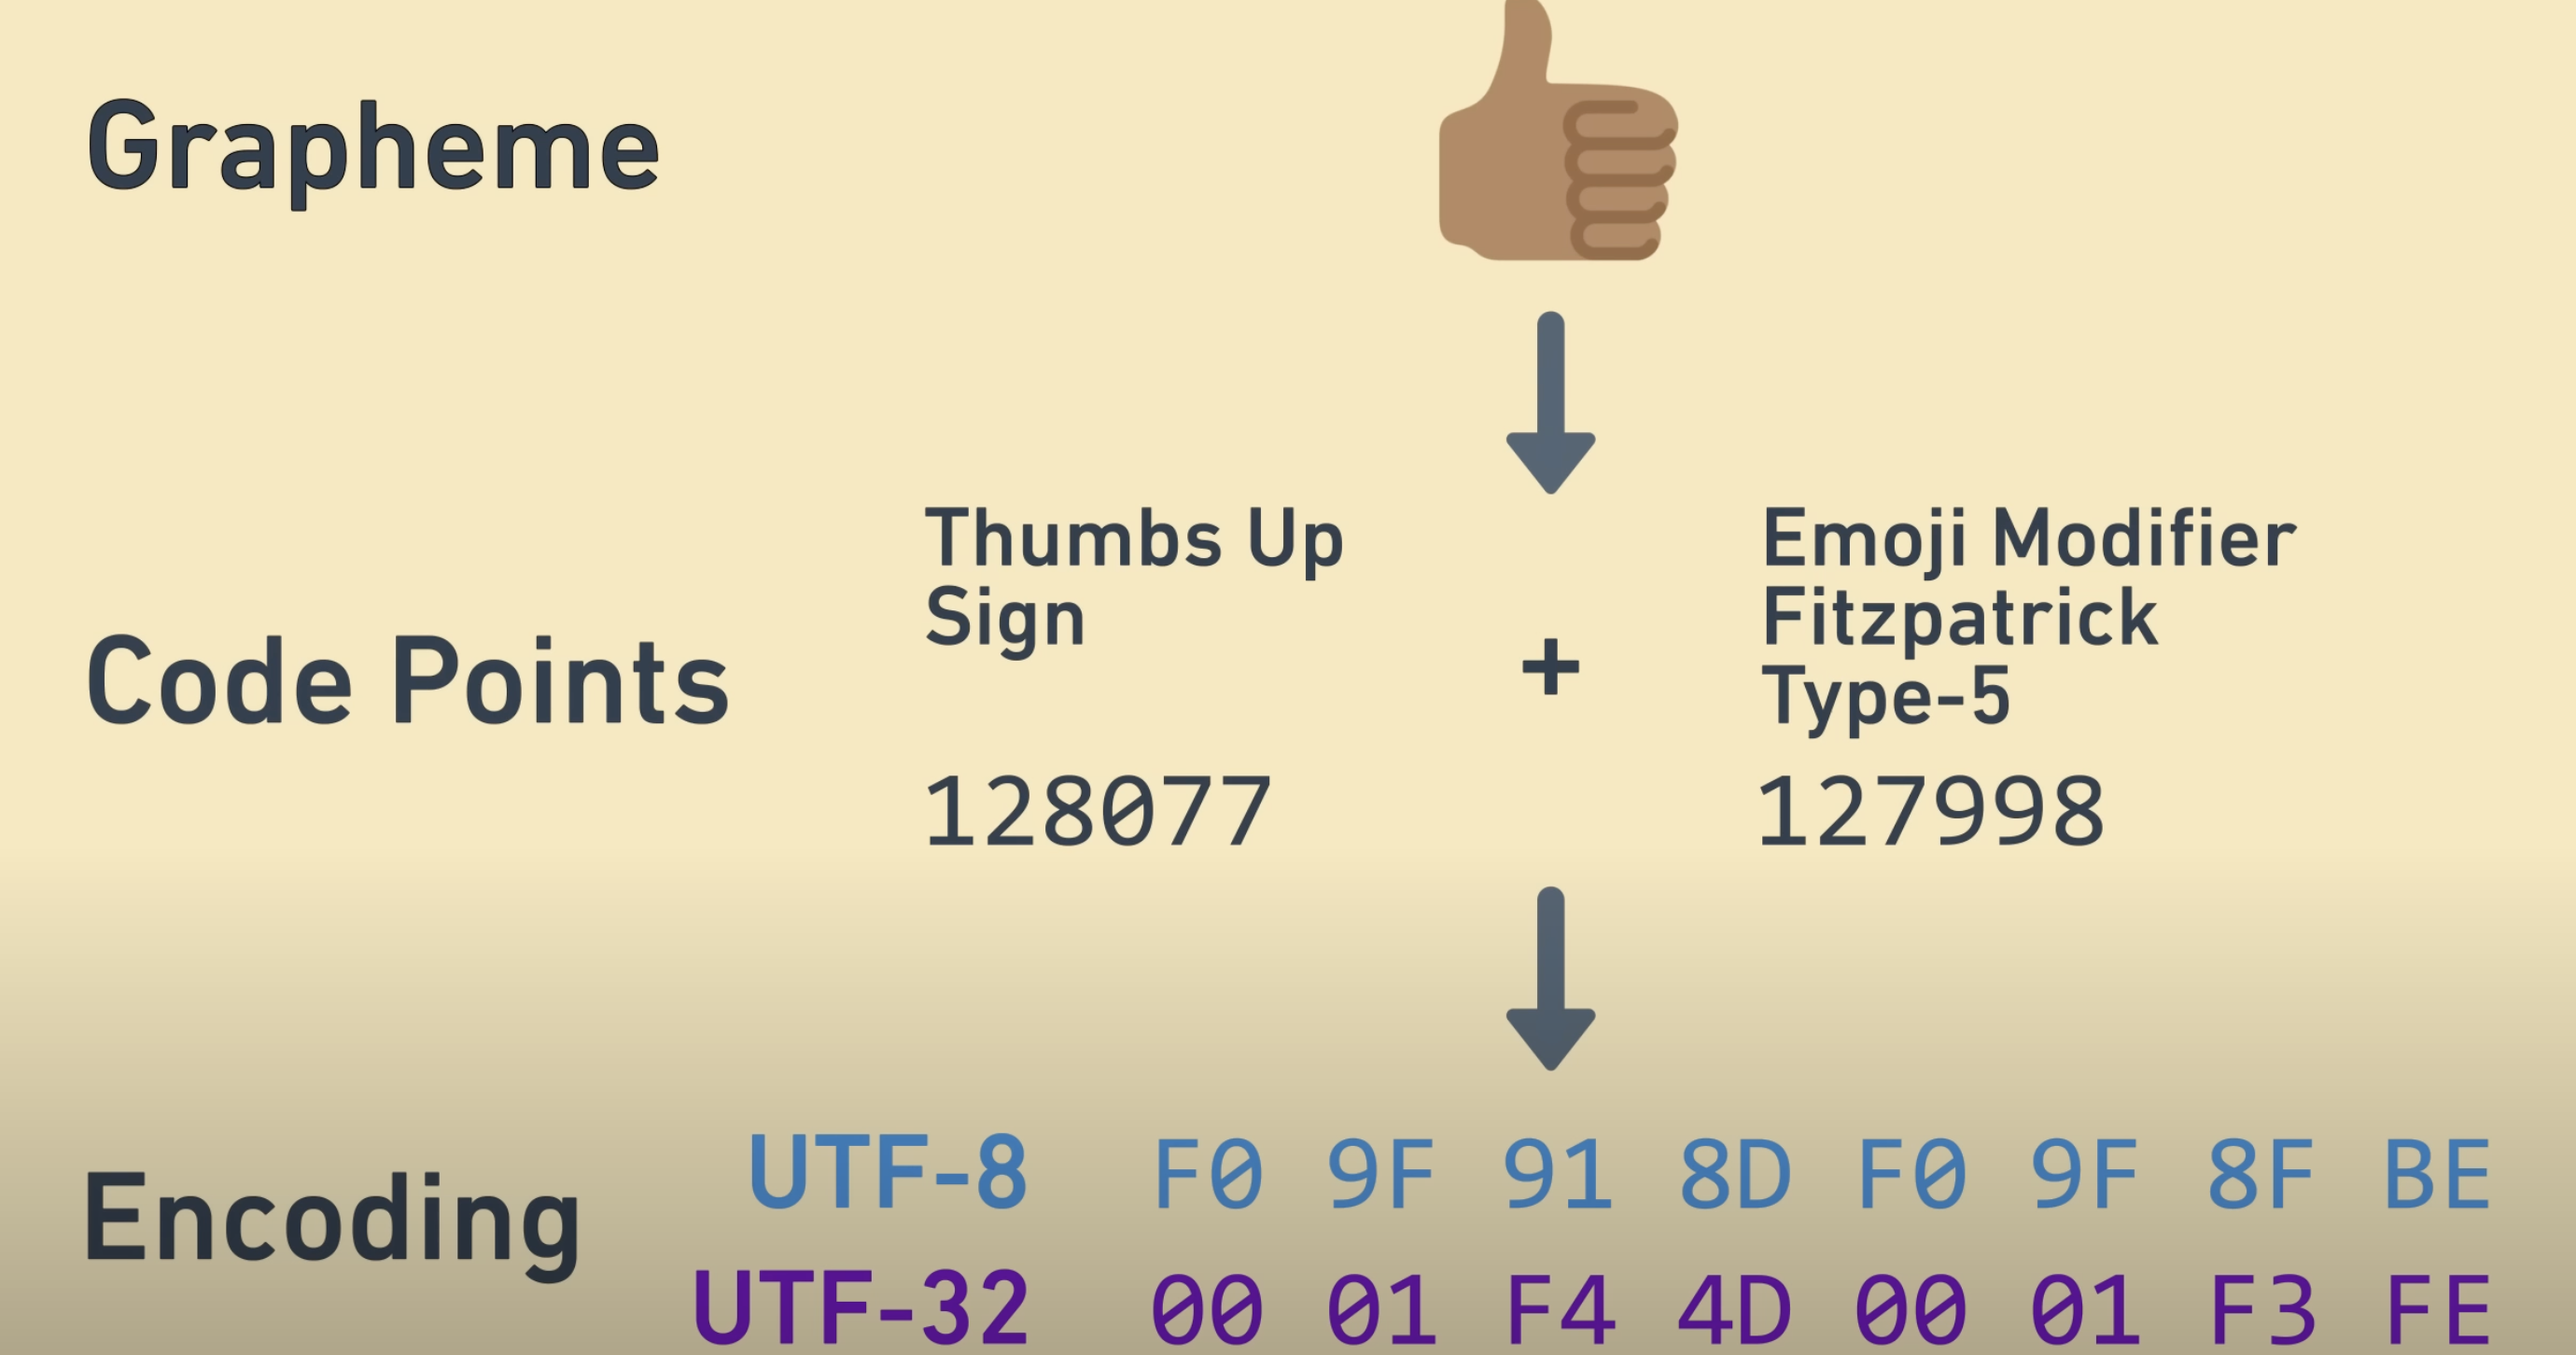 Grapheme
Thumbs Up
Sign
+
Emoji Modifier
Fitzpatrick
Type-5
Code Points
128077
127998
Encoding
UTF-8 F0 9F 91 8D F0 9F 8F BE
UTF-32 00 01 F4 4D 00 01 F3 FE